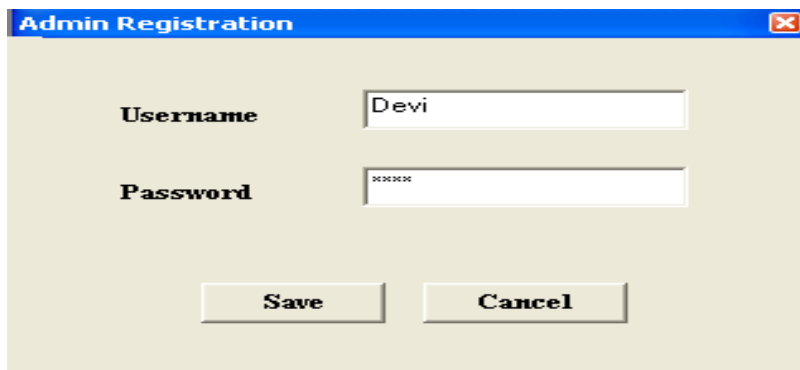 Admin Registration
Username
Devi
Password
****
Save
Cancel